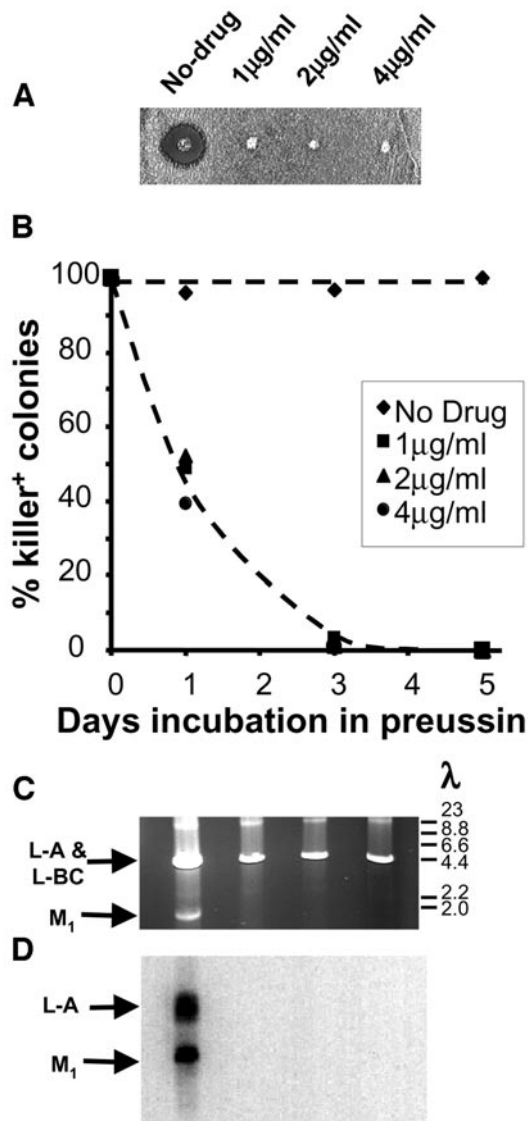 No-drug 1μg/ml 2μg/ml 4μg/ml
A
B
100
80
60
40
20
0
% killer⁺ colonies
No Drug
1μg/ml
2μg/ml
4μg/ml
0 1 2 3 4 5
Days incubation in preussin
C
λ
23
8.8
6.6
4.4
2.2
2.0
L-A &
L-BC
M₁
D
L-A
M₁